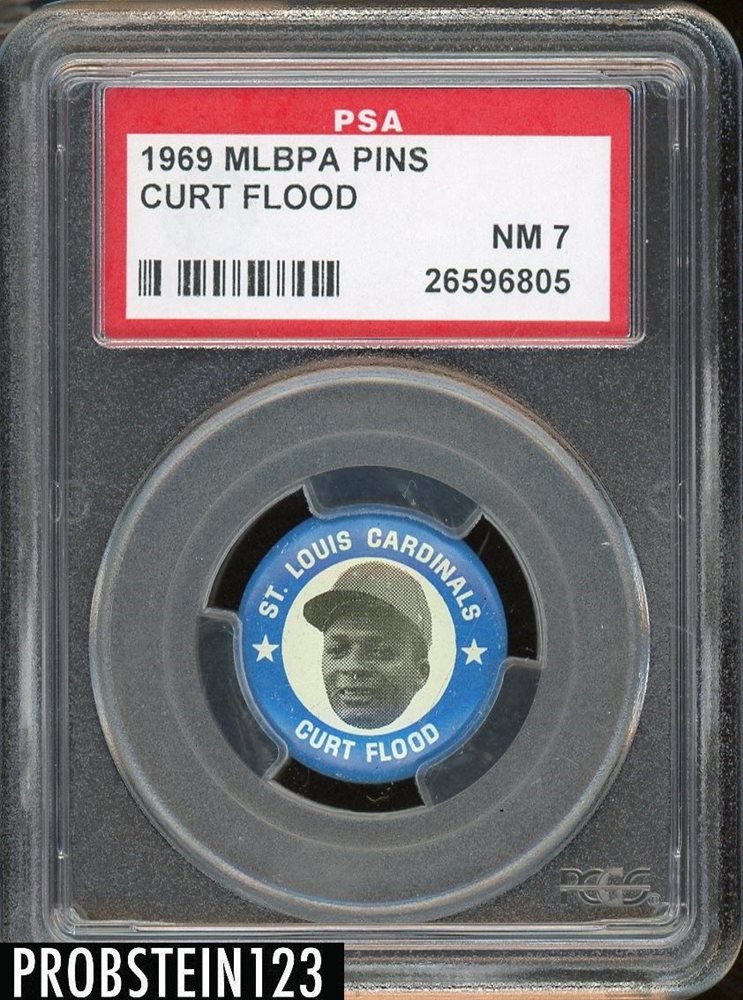 PSA
1969 MLBPA PINS
CURT FLOOD
NM 7
26596805
ST. LOUIS CARDINALS
CURT FLOOD
PCGS
PROBSTEIN123